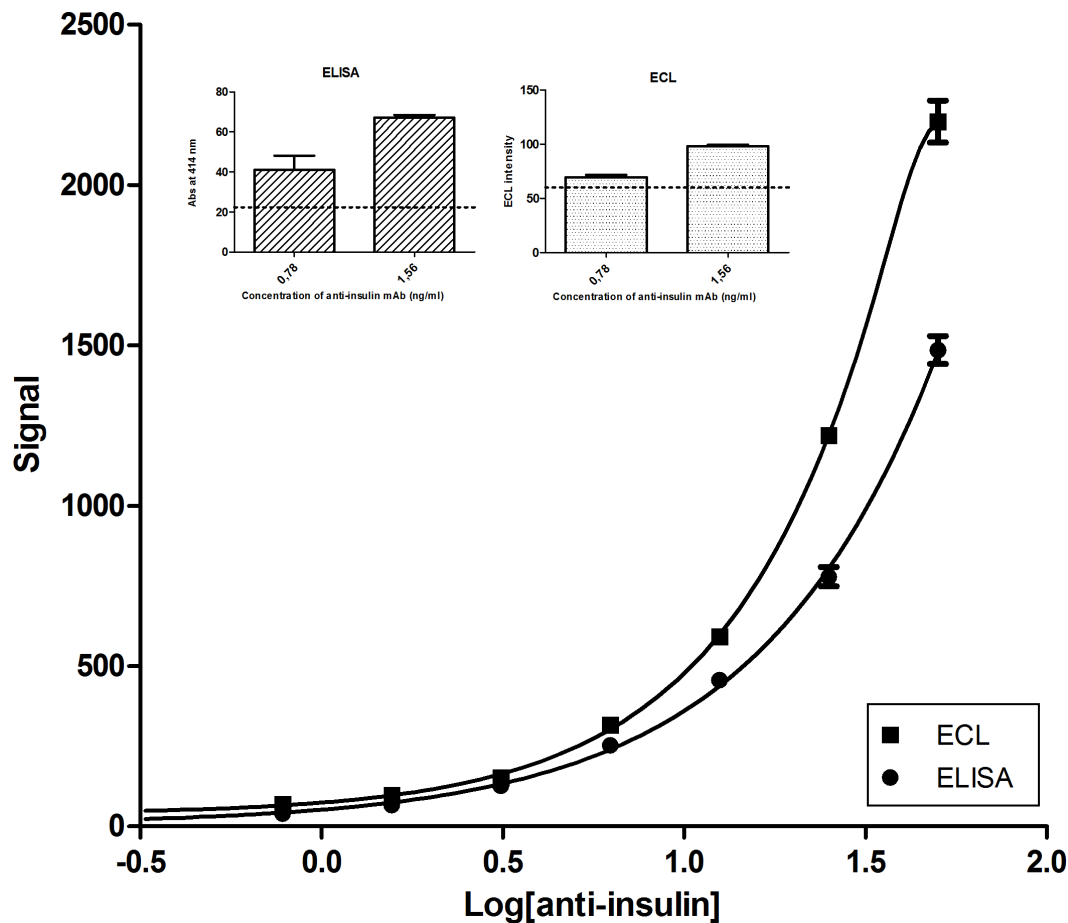 2500
2000
1500
1000
500
0
Signal
-0.5 0.0 0.5 1.0 1.5 2.0
Log[anti-insulin]
ELISA
80
60
40
20
0
Abs at 414 nm
0,78 1,56
Concentration of anti-insulin mAb (ng/ml)
ECL
150
100
50
0
ECL intensity
0,78 1,56
Concentration of anti-insulin mAb (ng/ml)
ECL
ELISA